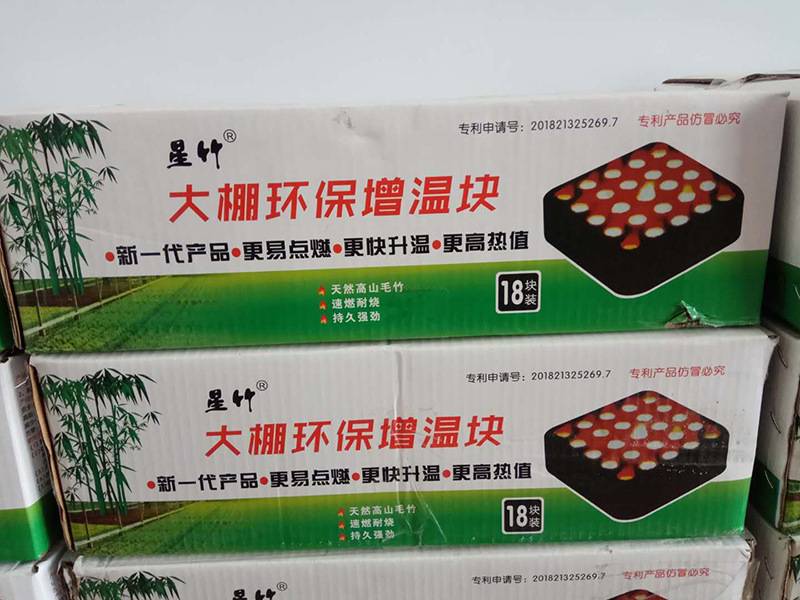 专利申请号：201821325269.7 专利产品仿冒必究
星竹®
大棚环保增温块
•新一代产品•更易点燃•更快升温•更高热值
天然高山毛竹
速燃耐烧
持久强劲
18块装
专利申请号：201821325269.7 专利产品仿冒必究
星竹®
大棚环保增温块
•新一代产品•更易点燃•更快升温•更高热值
天然高山毛竹
速燃耐烧
持久强劲
18块装
专利申请号：201821325269.7 专利产品仿冒必究
星竹®